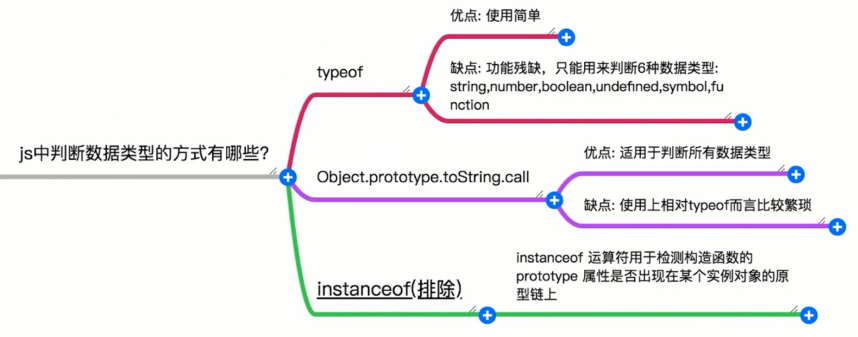 优点: 使用简单
typeof
缺点: 功能残缺，只能用来判断6种数据类型:
string,number,boolean,undefined,symbol,fu
nction
js中判断数据类型的方式有哪些?
优点: 适用于判断所有数据类型
Object.prototype.toString.call
缺点: 使用上相对typeof而言比较繁琐
instanceof(排除)
instanceof 运算符用于检测构造函数的
prototype 属性是否出现在某个实例对象的原
型链上